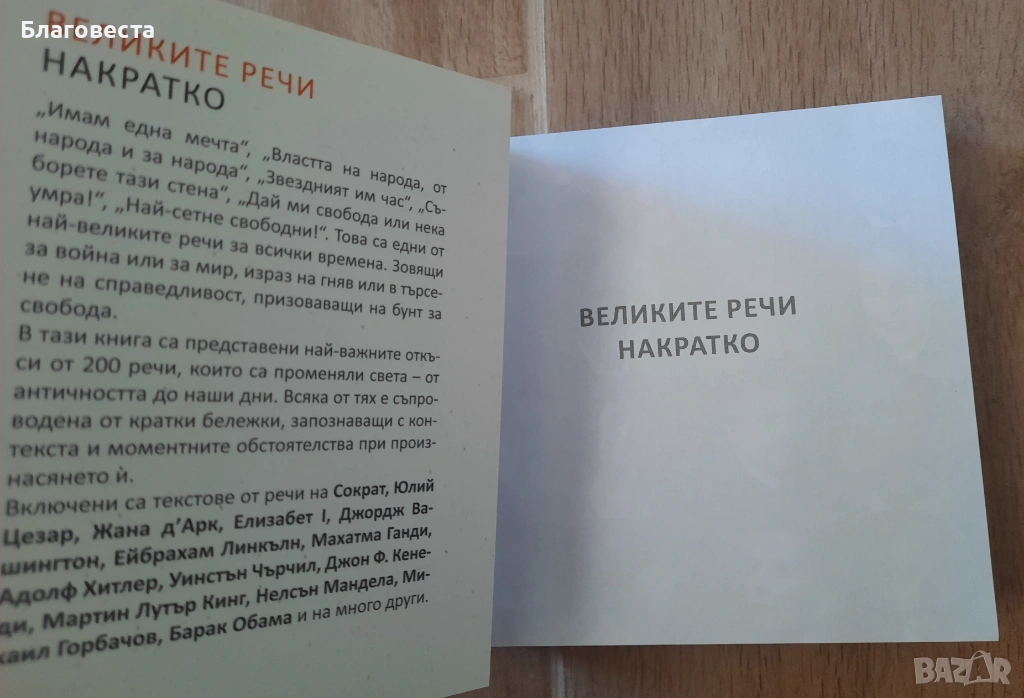 Благовеста
ВЕЛИКИТЕ РЕЧИ
НАКРАТКО
„Имам една мечта“, „Властта на народа, от
народа и за народа“, „Звездният им час“, „Съ-
борете тази стена“, „Дай ми свобода или нека
умра!“, „Най-сетне свободни!“. Това са едни от
най-великите речи за всички времена. Зовящи
за война или за мир, израз на гняв или в търсе-
не на справедливост, призоваващи на бунт за
свобода.
В тази книга са представени най-важните откъ-
си от 200 речи, които са променяли света – от
античността до наши дни. Всяка от тях е съпро-
водена от кратки бележки, запознаващи с кон-
текста и моментните обстоятелства при произ-
насянето ѝ.
Включени са текстове от речи на Сократ, Юлий
Цезар, Жана д’Арк, Елизабет I, Джордж Ва-
шингтон, Ейбрахам Линкълн, Махатма Ганди,
Адолф Хитлер, Уинстън Чърчил, Джон Ф. Кене-
ди, Мартин Лутър Кинг, Нелсън Мандела, Ми-
хаил Горбачов, Барак Обама и на много други.
ВЕЛИКИТЕ РЕЧИ
НАКРАТКО
BAZAR